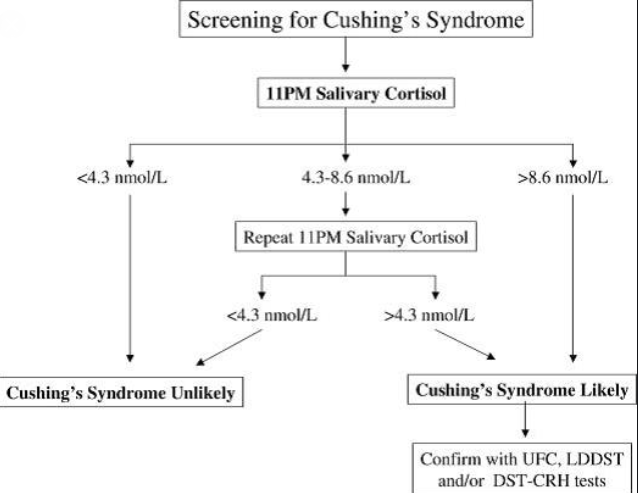 Screening for Cushing's Syndrome
11PM Salivary Cortisol
<4.3 nmol/L
4.3-8.6 nmol/L
>8.6 nmol/L
Repeat 11PM Salivary Cortisol
<4.3 nmol/L
>4.3 nmol/L
Cushing's Syndrome Unlikely
Cushing's Syndrome Likely
Confirm with UFC, LDDST
and/or DST-CRH tests